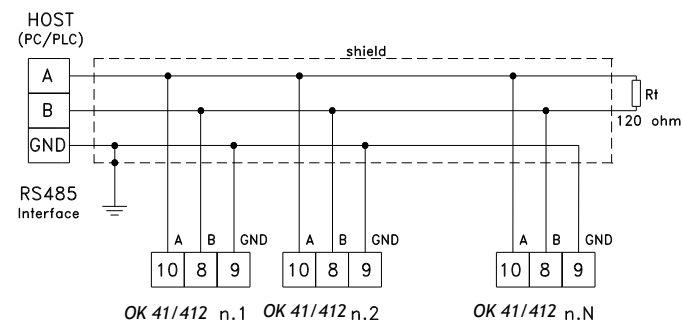 HOST
(PC/PLC)
shield
A
B
GND
Rt
120 ohm
RS485
Interface
A B GND A B GND A B GND
10 8 9 10 8 9 10 8 9
OK 41/412 n.1 OK 41/412 n.2 OK 41/412 n.N